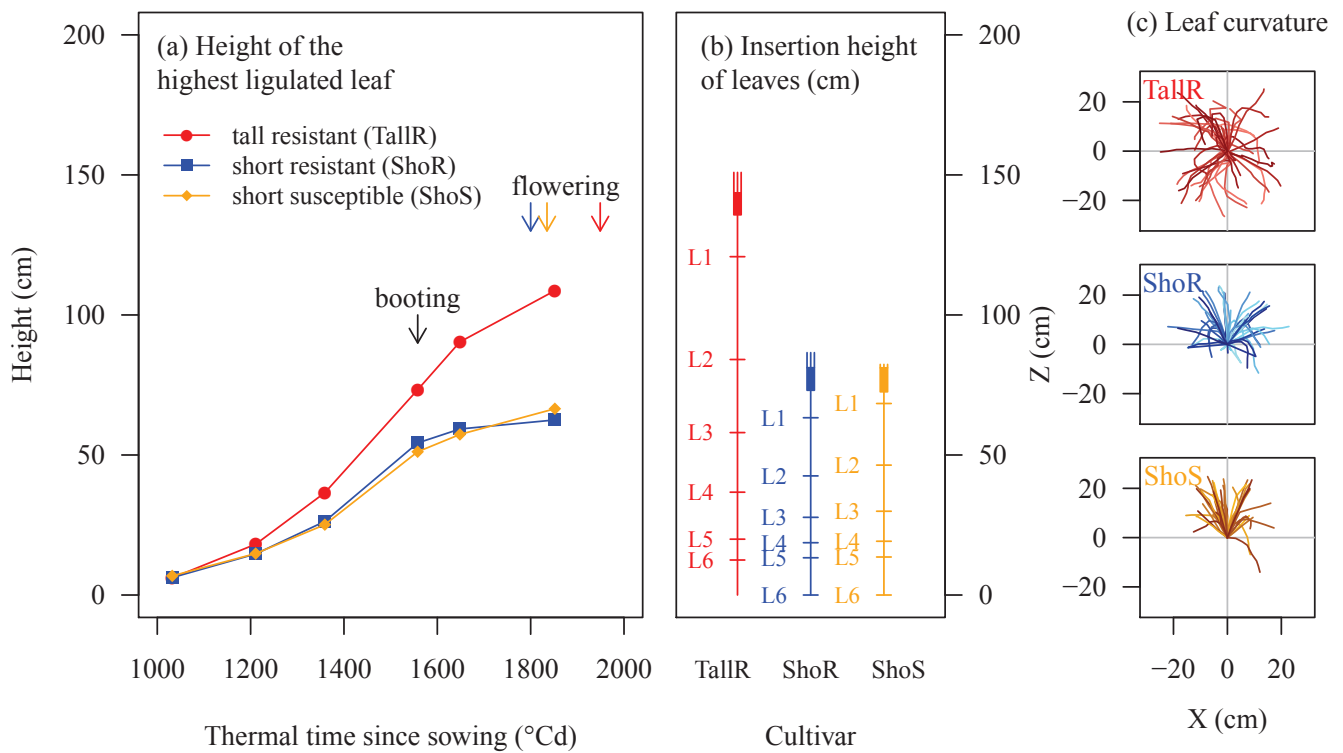 (a) Height of the
highest ligulated leaf
tall resistant (TallR)
short resistant (ShoR)
short susceptible (ShoS)
flowering
booting
Height (cm)
200
150
100
50
0
1000 1200 1400 1600 1800 2000
Thermal time since sowing (°Cd)
(b) Insertion height
of leaves (cm)
L1
L2
L3
L4
L5
L6
L1
L2
L3
L4
L5
L6
L1
L2
L3
L4
L5
L6
200
150
100
50
0
TallR ShoR ShoS
Cultivar
(c) Leaf curvature
TallR
20
0
−20
ShoR
20
0
−20
ShoS
20
0
−20
Z (cm)
−20 0 20
X (cm)